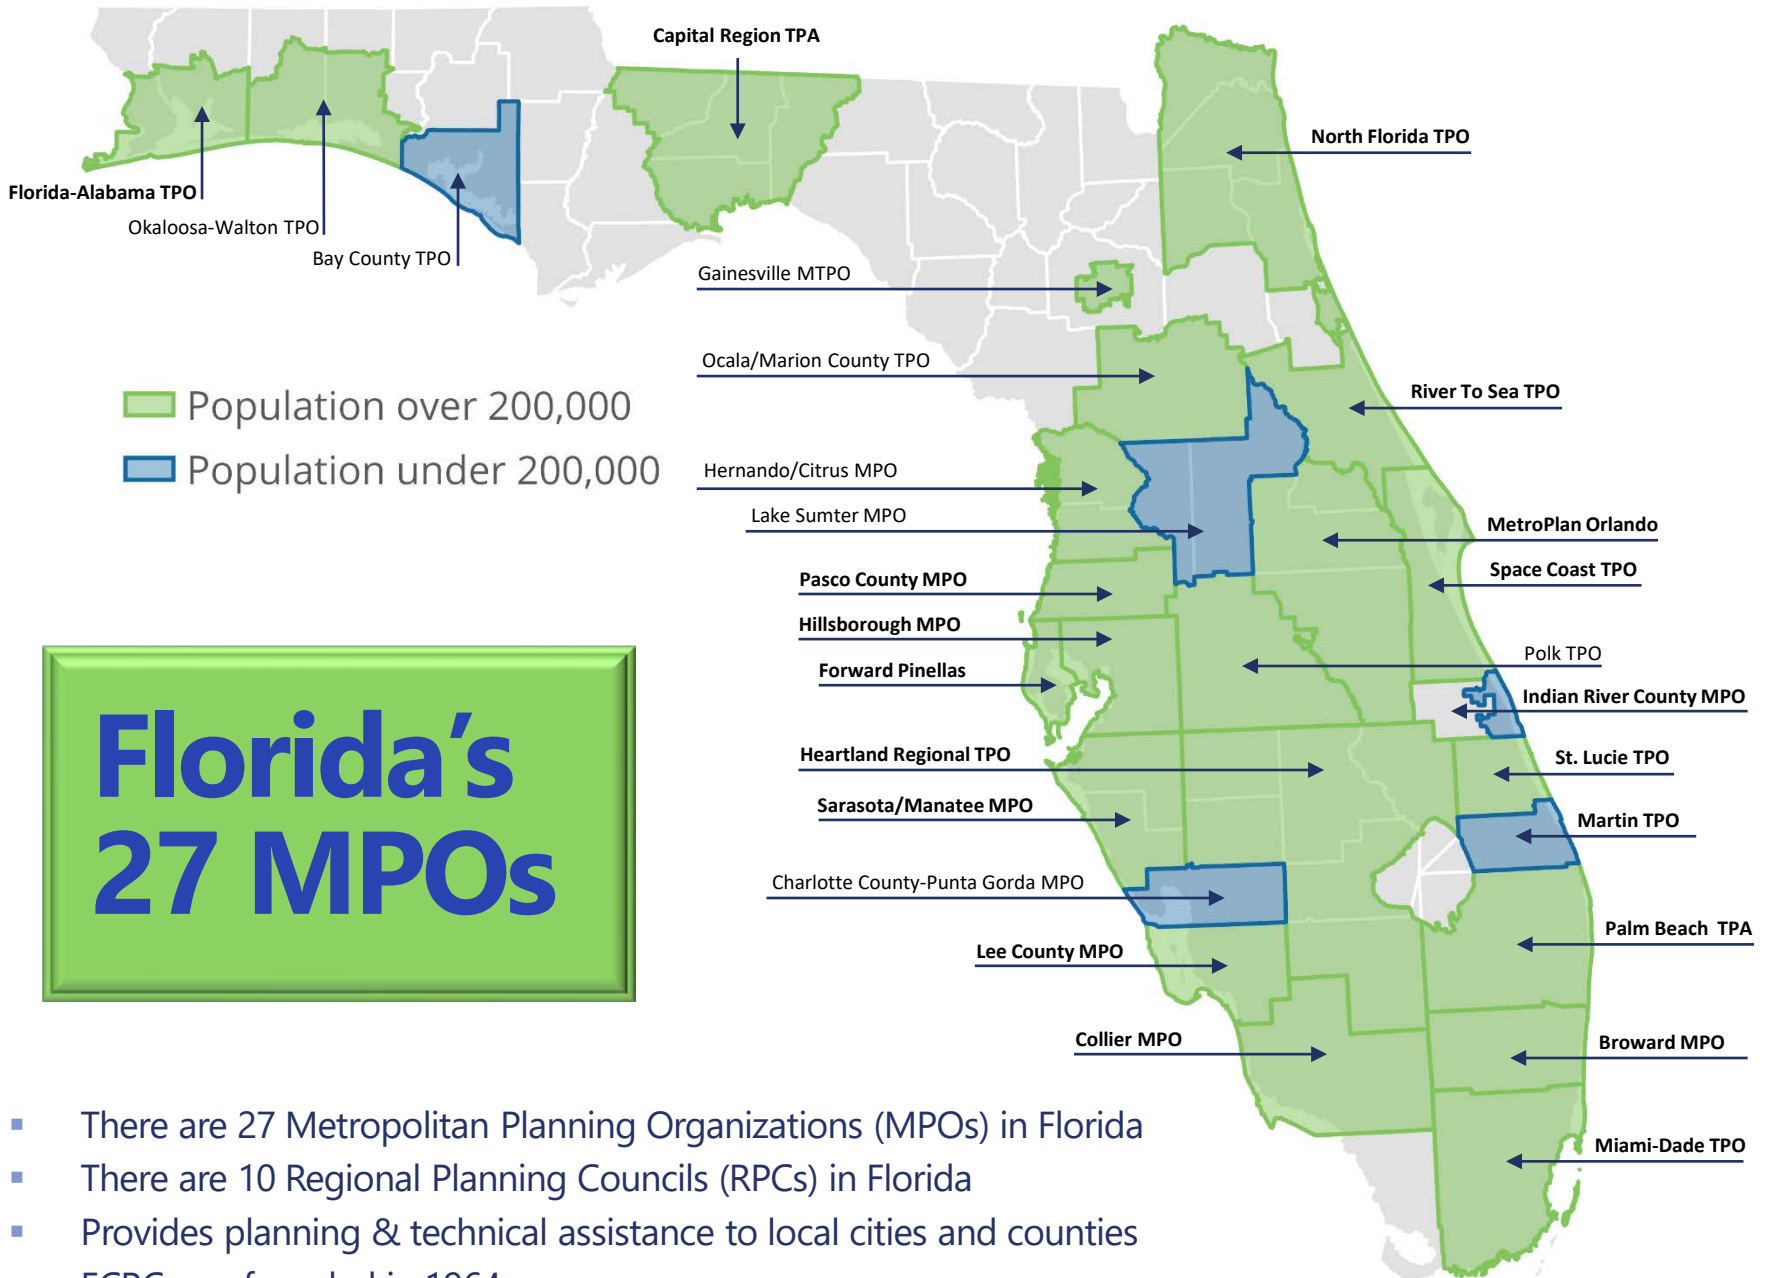 Capital Region TPA
North Florida TPO
Florida-Alabama TPO
Okaloosa-Walton TPO
Bay County TPO
Gainesville MTPO
Ocala/Marion County TPO
River To Sea TPO
Population over 200,000
Population under 200,000
Hernando/Citrus MPO
Lake Sumter MPO
MetroPlan Orlando
Space Coast TPO
Pasco County MPO
Hillsborough MPO
Polk TPO
Forward Pinellas
Indian River County MPO
Heartland Regional TPO
St. Lucie TPO
Sarasota/Manatee MPO
Martin TPO
Charlotte County-Punta Gorda MPO
Palm Beach TPA
Lee County MPO
Collier MPO
Broward MPO
Miami-Dade TPO
Florida's
27 MPOs
▪ There are 27 Metropolitan Planning Organizations (MPOs) in Florida
▪ There are 10 Regional Planning Councils (RPCs) in Florida
▪ Provides planning & technical assistance to local cities and counties